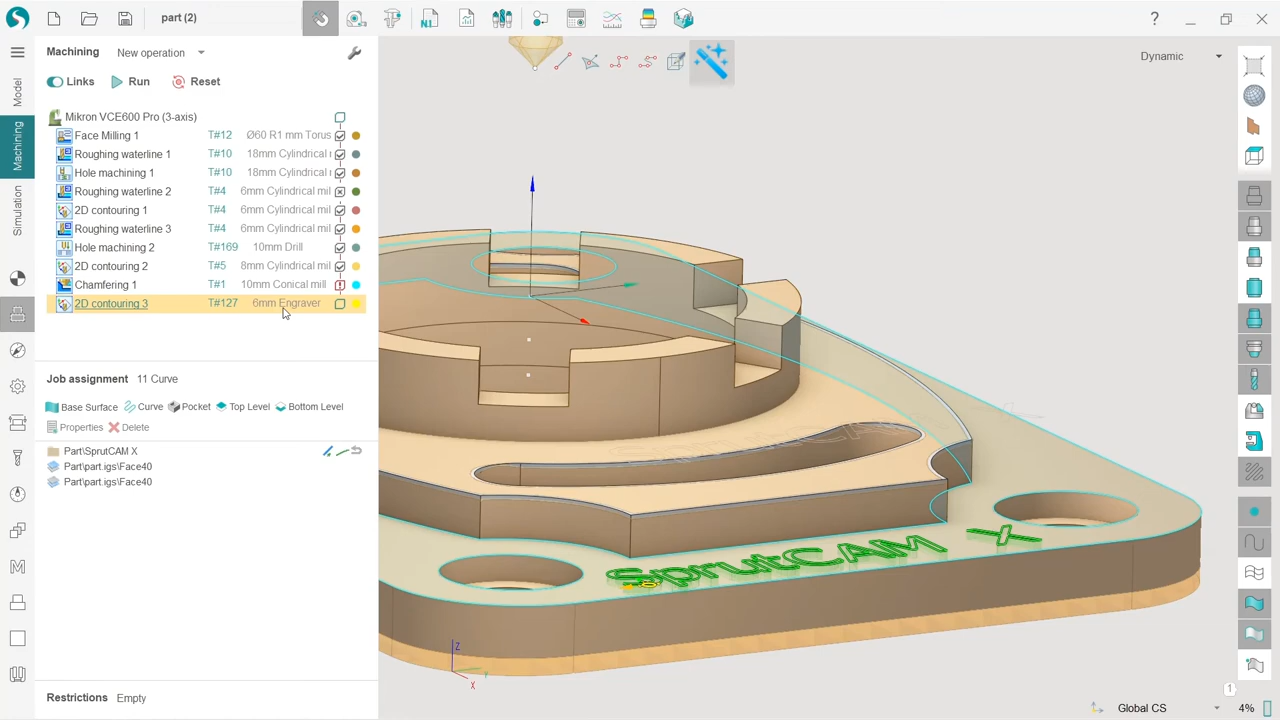 part (2)
N1
?
Machining
New operation
Dynamic
Links
Run
Reset
Model
Machining
Simulation
Mikron VCE600 Pro (3-axis)
Face Milling 1 T#12 Ø60 R1 mm Torus
Roughing waterline 1 T#10 18mm Cylindrical
Hole machining 1 T#10 18mm Cylindrical
Roughing waterline 2 T#4 6mm Cylindrical mil
2D contouring 1 T#4 6mm Cylindrical mil
Roughing waterline 3 T#4 6mm Cylindrical mil
Hole machining 2 T#169 10mm Drill
2D contouring 2 T#5 8mm Cylindrical mil
Chamfering 1 T#1 10mm Conical mill
2D contouring 3 T#127 6mm Engraver
Job assignment 11 Curve
Base Surface Curve Pocket Top Level Bottom Level
Properties Delete
Part\SprutCAM X
Part\part.igs\Face40
Part\part.igs\Face40
SprutCAM X
Z
Y
X
Restrictions Empty
1
Global CS
4%